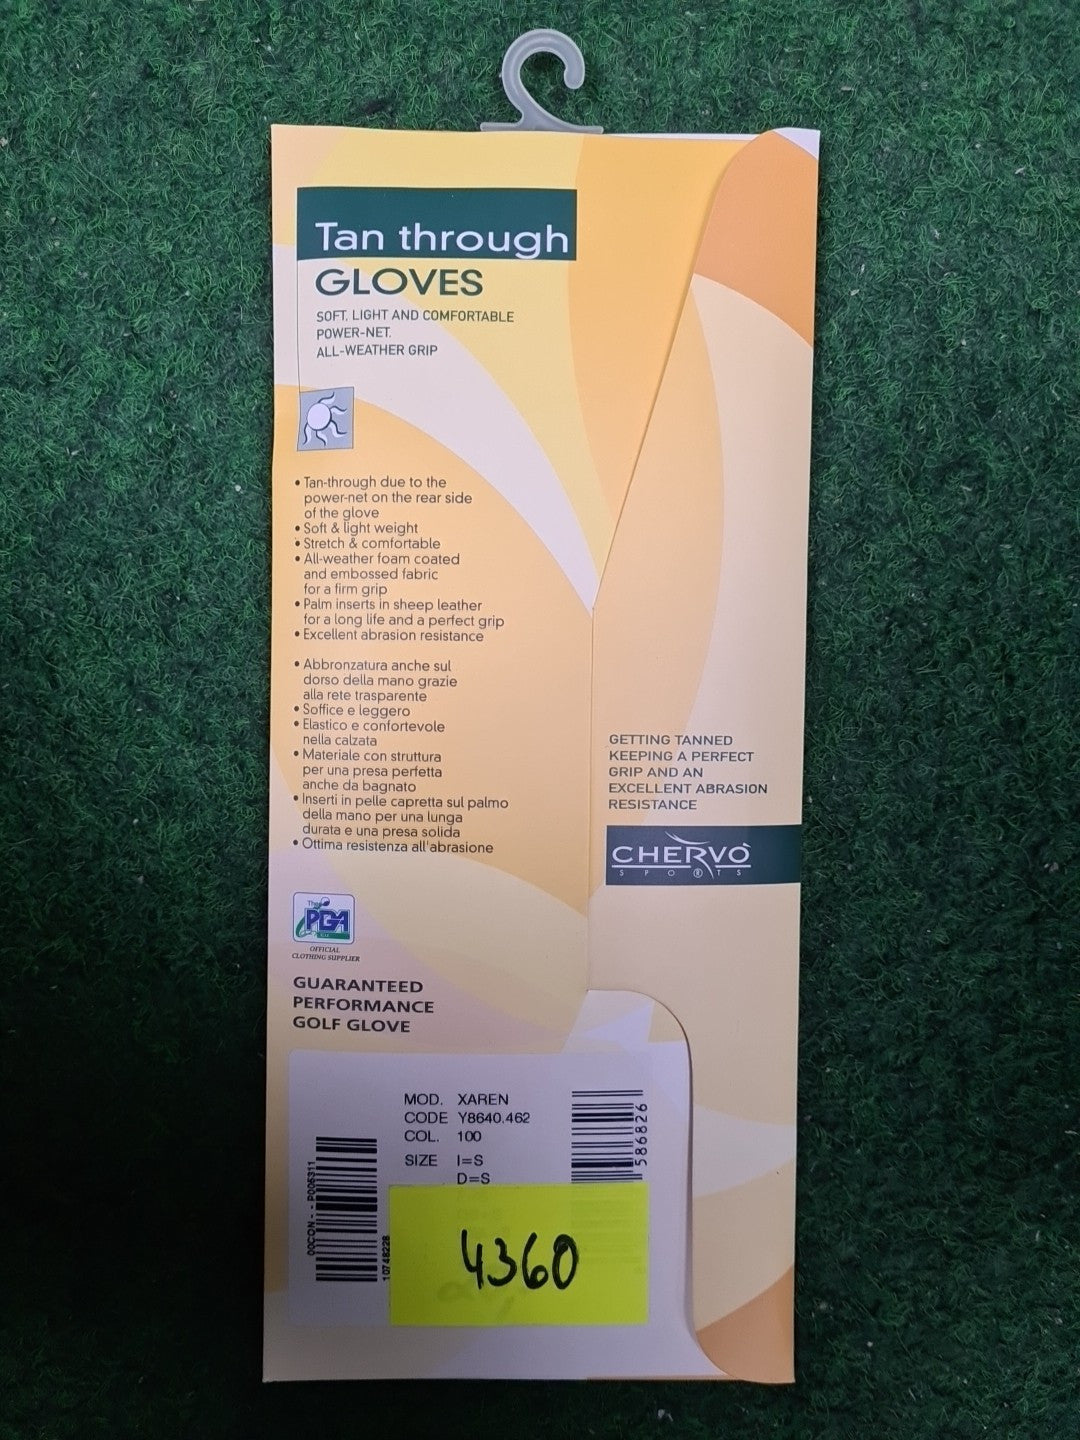 Tan through
GLOVES
SOFT, LIGHT AND COMFORTABLE
POWER-NET.
ALL-WEATHER GRIP
• Tan-through due to the
power-net on the rear side
of the glove
• Soft & light weight
• Stretch & comfortable
• All-weather foam coated
and embossed fabric
for a firm grip
• Palm inserts in sheep leather
for a long life and a perfect grip
• Excellent abrasion resistance
• Abbronzatura anche sul
dorso della mano grazie
alla rete trasparente
• Soffice e leggero
• Elastico e confortevole
nella calzata
• Materiale con struttura
per una presa perfetta
anche da bagnato
• Inserti in pelle capretta sul palmo
della mano per una lunga
durata e una presa solida
• Ottima resistenza all'abrasione
GETTING TANNED
KEEPING A PERFECT
GRIP AND AN
EXCELLENT ABRASION
RESISTANCE
CHERVÒ
SPORTS
The
PGA
OFFICIAL
CLOTHING SUPPLIER
GUARANTEED
PERFORMANCE
GOLF GLOVE
MOD. XAREN
CODE Y8640.462
COL. 100
SIZE I=S
D=S
586826
00CON - - P005311
10748228
4360